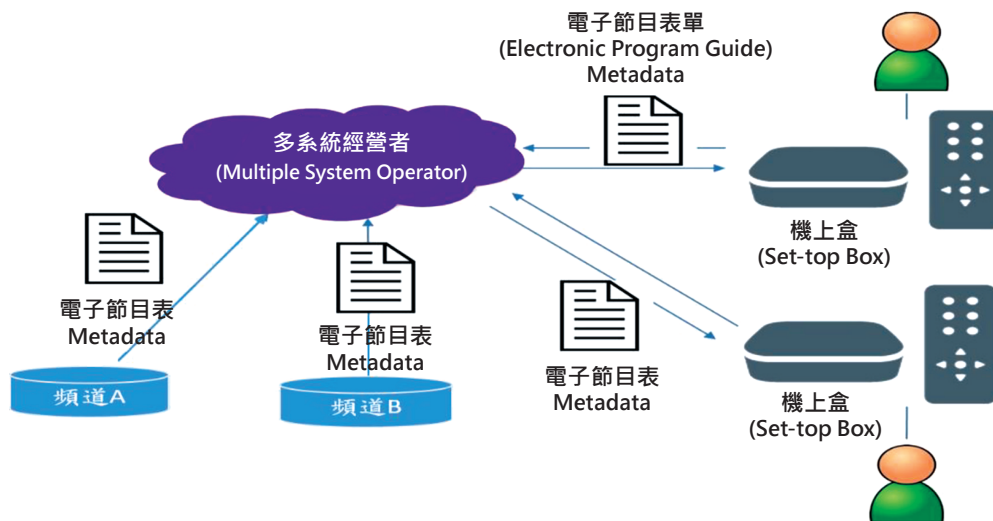 電子節目表單
(Electronic Program Guide)
Metadata
多系統經營者
(Multiple System Operator)
機上盒
(Set-top Box)
電子節目表
Metadata
電子節目表
Metadata
電子節目表
Metadata
機上盒
(Set-top Box)
頻道A
頻道B